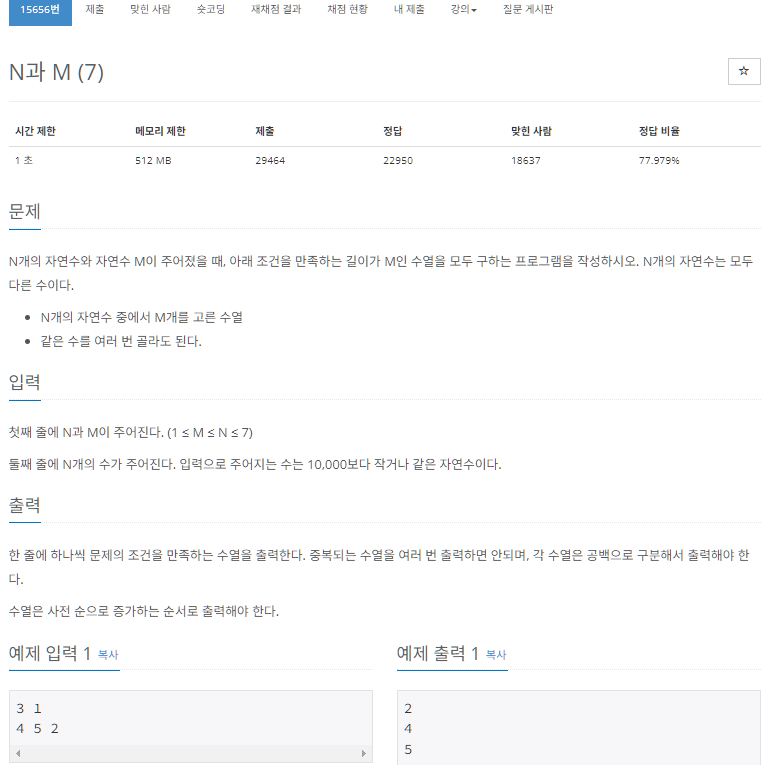 15656번 제출 맞힌 사람 숏코딩 재채점 결과 채점 현황 내 제출 강의 질문 게시판
N과 M (7)
시간 제한 메모리 제한 제출 정답 맞힌 사람 정답 비율
1 초 512 MB 29464 22950 18637 77.979%
문제
N개의 자연수와 자연수 M이 주어졌을 때, 아래 조건을 만족하는 길이가 M인 수열을 모두 구하는 프로그램을 작성하시오. N개의 자연수는 모두
다른 수이다.
N개의 자연수 중에서 M개를 고른 수열
같은 수를 여러 번 골라도 된다.
입력
첫째 줄에 N과 M이 주어진다. (1 ≤ M ≤ N ≤ 7)
둘째 줄에 N개의 수가 주어진다. 입력으로 주어지는 수는 10,000보다 작거나 같은 자연수이다.
출력
한 줄에 하나씩 문제의 조건을 만족하는 수열을 출력한다. 중복되는 수열을 여러 번 출력하면 안되며, 각 수열은 공백으로 구분해서 출력해야 한
다.
수열은 사전 순으로 증가하는 순서로 출력해야 한다.
예제 입력 1 복사
3 1
4 5 2
예제 출력 1 복사
2
4
5